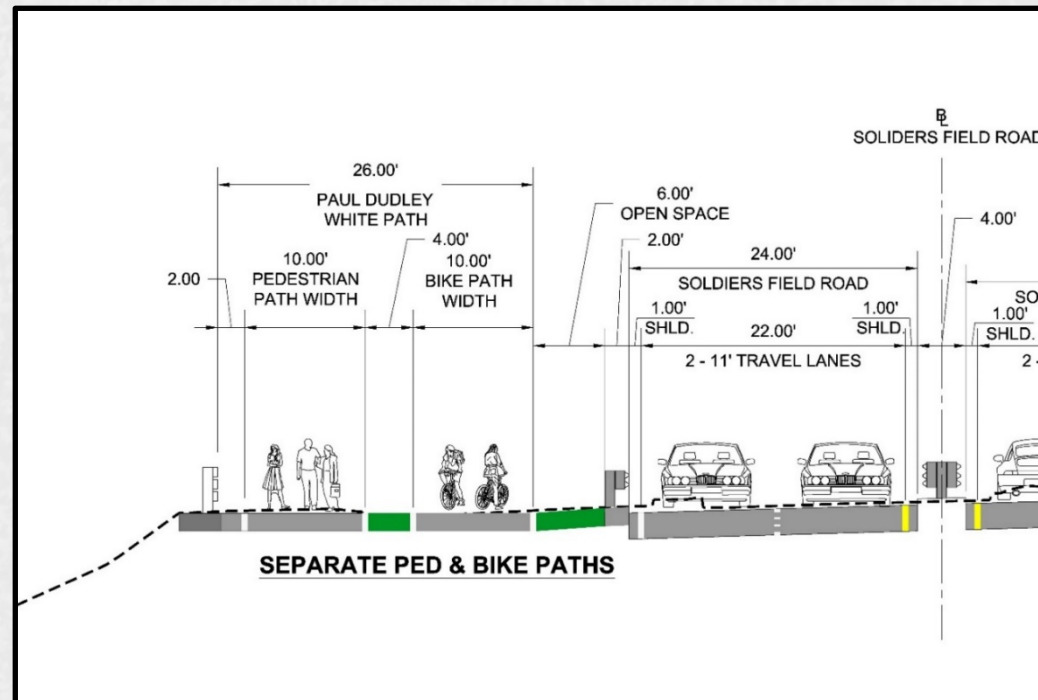 ℄
SOLIDERS FIELD ROAD
26.00'
PAUL DUDLEY
WHITE PATH
6.00'
OPEN SPACE
4.00'
2.00'
4.00'
2.00
10.00'
PEDESTRIAN
PATH WIDTH
10.00'
BIKE PATH
WIDTH
24.00'
SOLDIERS FIELD ROAD
SO
1.00'
SHLD.
22.00'
2 - 11' TRAVEL LANES
1.00'
SHLD.
1.00'
SHLD.
2 -
SEPARATE PED & BIKE PATHS